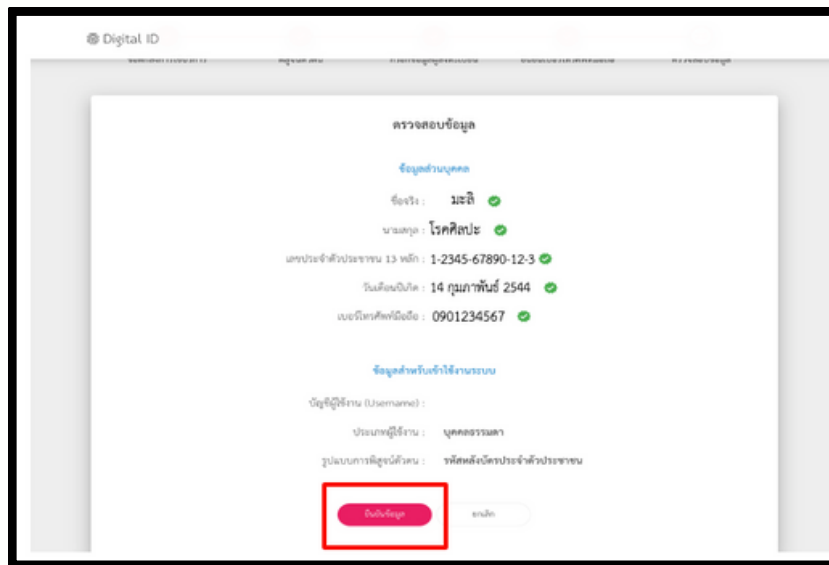 Digital ID
ตรวจสอบข้อมูล
ตรวจสอบข้อมูล
ข้อมูลส่วนบุคคล
ชื่อจริง : มะลิ
นามสกุล : โรคศิลปะ
เลขประจำตัวประชาชน 13 หลัก : 1-2345-67890-12-3
วันเดือนปีเกิด : 14 กุมภาพันธ์ 2544
เบอร์โทรศัพท์มือถือ : 0901234567
ข้อมูลสำหรับเข้าใช้งานระบบ
บัญชีผู้ใช้งาน (Username) :
ประเภทผู้ใช้งาน : บุคคลธรรมดา
รูปแบบการพิสูจน์ตัวตน : รหัสหลังบัตรประจำตัวประชาชน
ยืนยันข้อมูล ยกเลิก